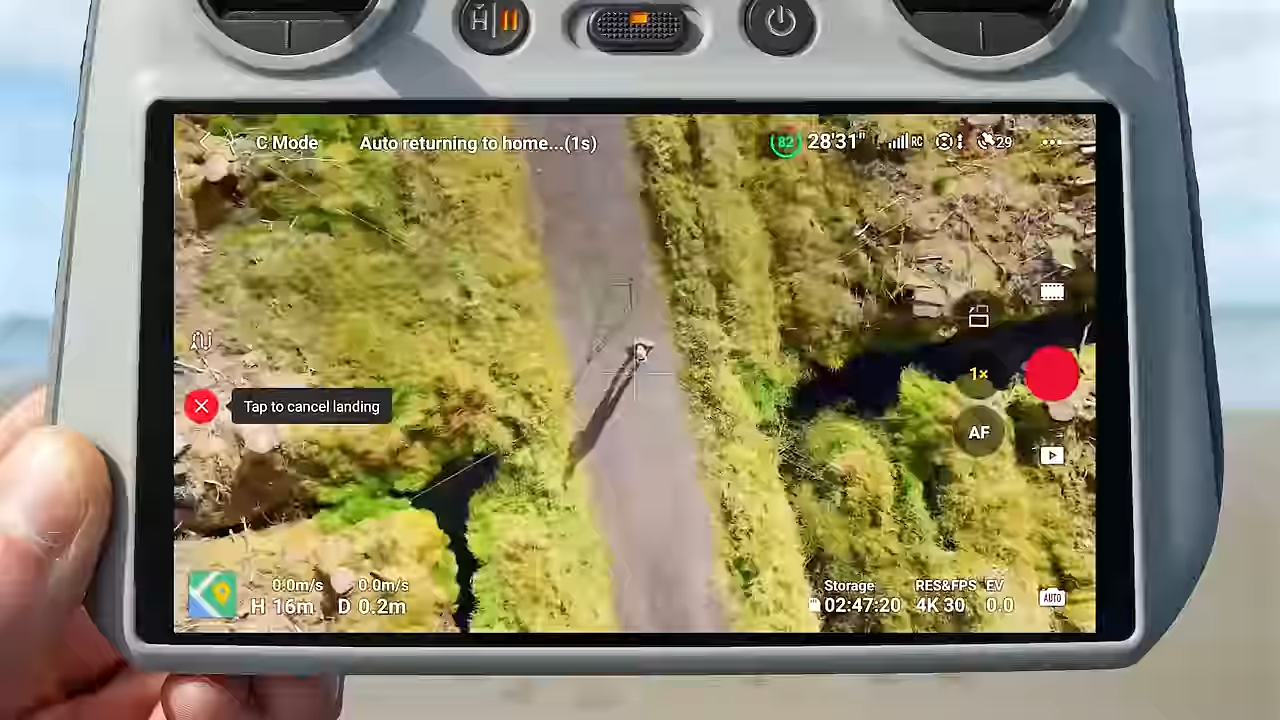 H
C Mode
Auto returning to home...(1s)
82
28'31"
RC
29
1×
Tap to cancel landing
AF
0.0m/s 0.0m/s
H 16m D 0.2m
Storage RES&FPS EV
02:47:20 4K 30 0.0
AUTO